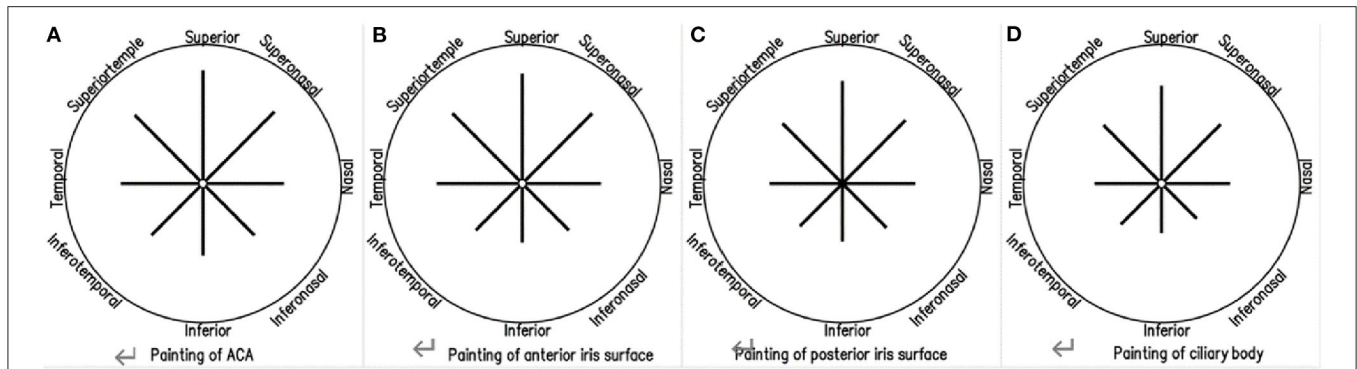 A
Superior
Superiortemple
Superonasal
Temporal
Nasal
Inferotemporal
Inferonasal
Inferior
Painting of ACA
B
Superior
Superiortemple
Superonasal
Temporal
Nasal
Inferotemporal
Inferonasal
Inferior
Painting of anterior iris surface
C
Superior
Superiortemple
Superonasal
Temporal
Nasal
Inferotemporal
Inferonasal
Inferior
Painting of posterior iris surface
D
Superior
Superiortemple
Superonasal
Temporal
Nasal
Inferotemporal
Inferonasal
Inferior
Painting of ciliary body